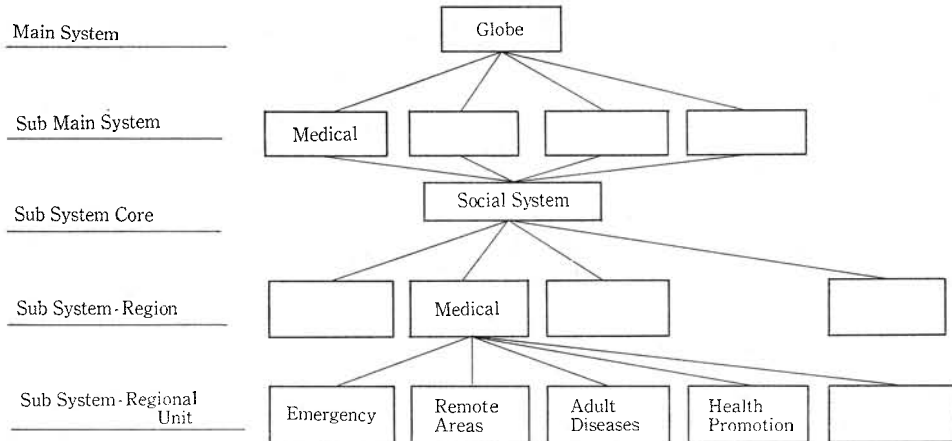 Main System
Globe
Sub Main System
Medical
Sub System Core
Social System
Sub System-Region
Medical
Sub System-Regional
Unit
Emergency
Remote
Areas
Adult
Diseases
Health
Promotion